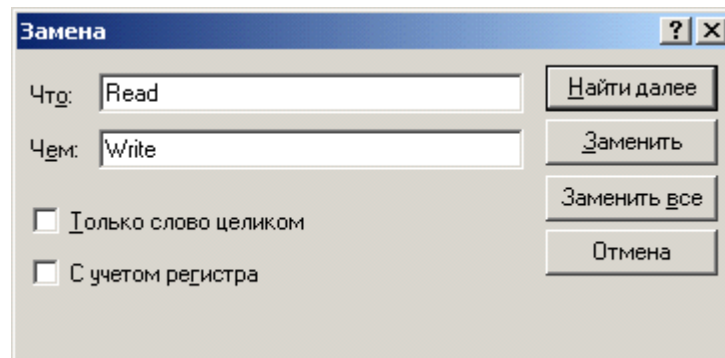 Замена
Что: Read
Найти далее
Чем: Write
Заменить
Заменить все
Только слово целиком
Отмена
С учетом регистра